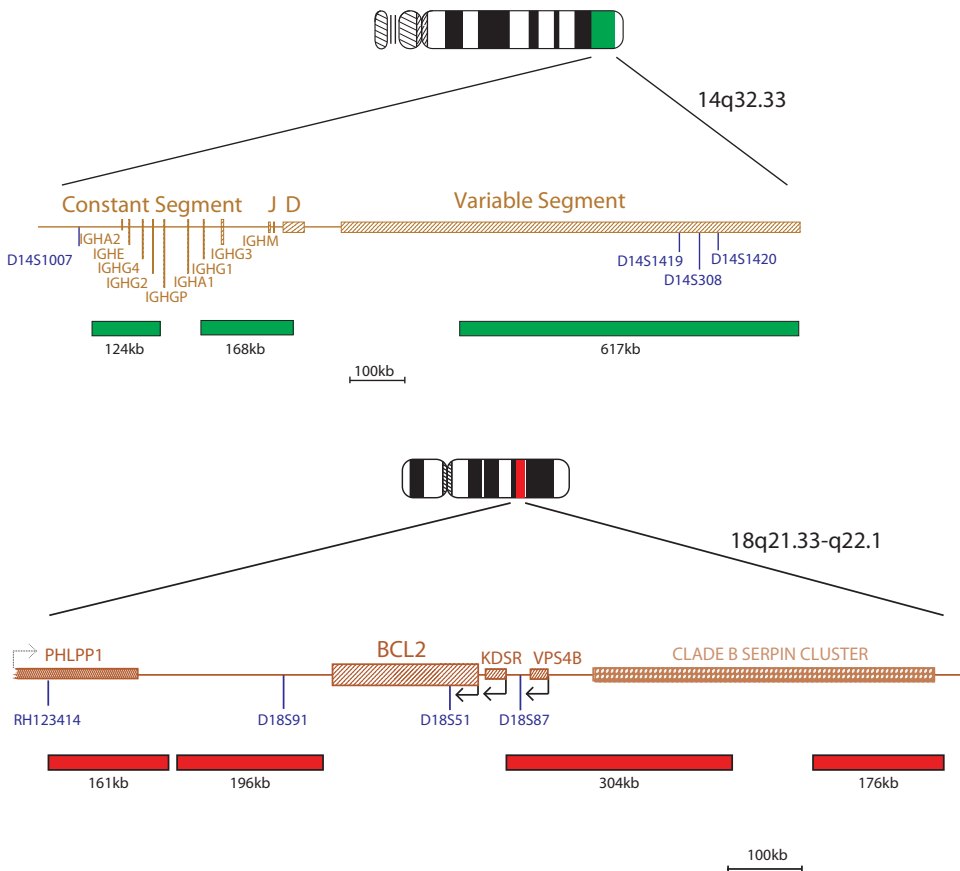 14q32.33
Constant Segment
J D
Variable Segment
IGHA2
IGHE
IGHG4
IGHG2
IGHGP
IGHA1
IGHG1
IGHG3
IGHM
D14S1007
D14S1419
D14S308
D14S1420
124kb
168kb
617kb
100kb
18q21.33-q22.1
PHLPP1
BCL2
KDSR
VPS4B
CLADE B SERPIN CLUSTER
RH123414
D18S91
D18S51
D18S87
161kb
196kb
304kb
176kb
100kb